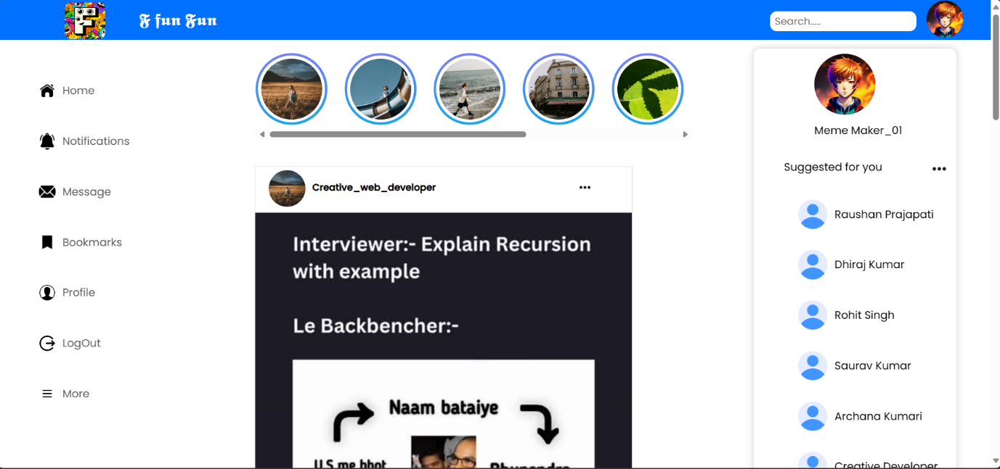 F fun Fun
Search.....
Home
Notifications
Message
Bookmarks
Profile
LogOut
More
Creative_web_developer
Interviewer:- Explain Recursion
with example
Le Backbencher:-
Naam bataiye
U.S me bhot
Bhupendra
Meme Maker_01
Suggested for you
Raushan Prajapati
Dhiraj Kumar
Rohit Singh
Saurav Kumar
Archana Kumari
Creative Developer